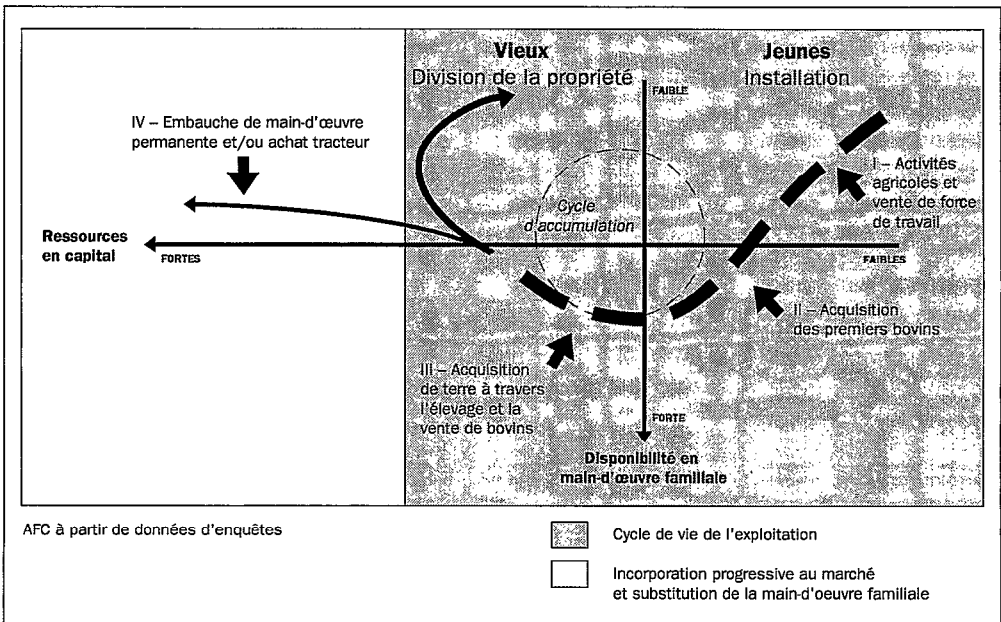 Vieux
Division de la propriété
Jeunes
Installation
FAIBLE
IV – Embauche de main-d'œuvre
permanente et/ou achat tracteur
I – Activités
agricoles et
vente de force
de travail
Cycle
d'accumulation
Ressources
en capital
FORTES
FAIBLES
II – Acquisition
des premiers bovins
III – Acquisition
de terre à travers
l'élevage et la
vente de bovins
FORTE
Disponibilité en
main-d'œuvre familiale
AFC à partir de données d'enquêtes
Cycle de vie de l'exploitation
Incorporation progressive au marché
et substitution de la main-d'oeuvre familiale